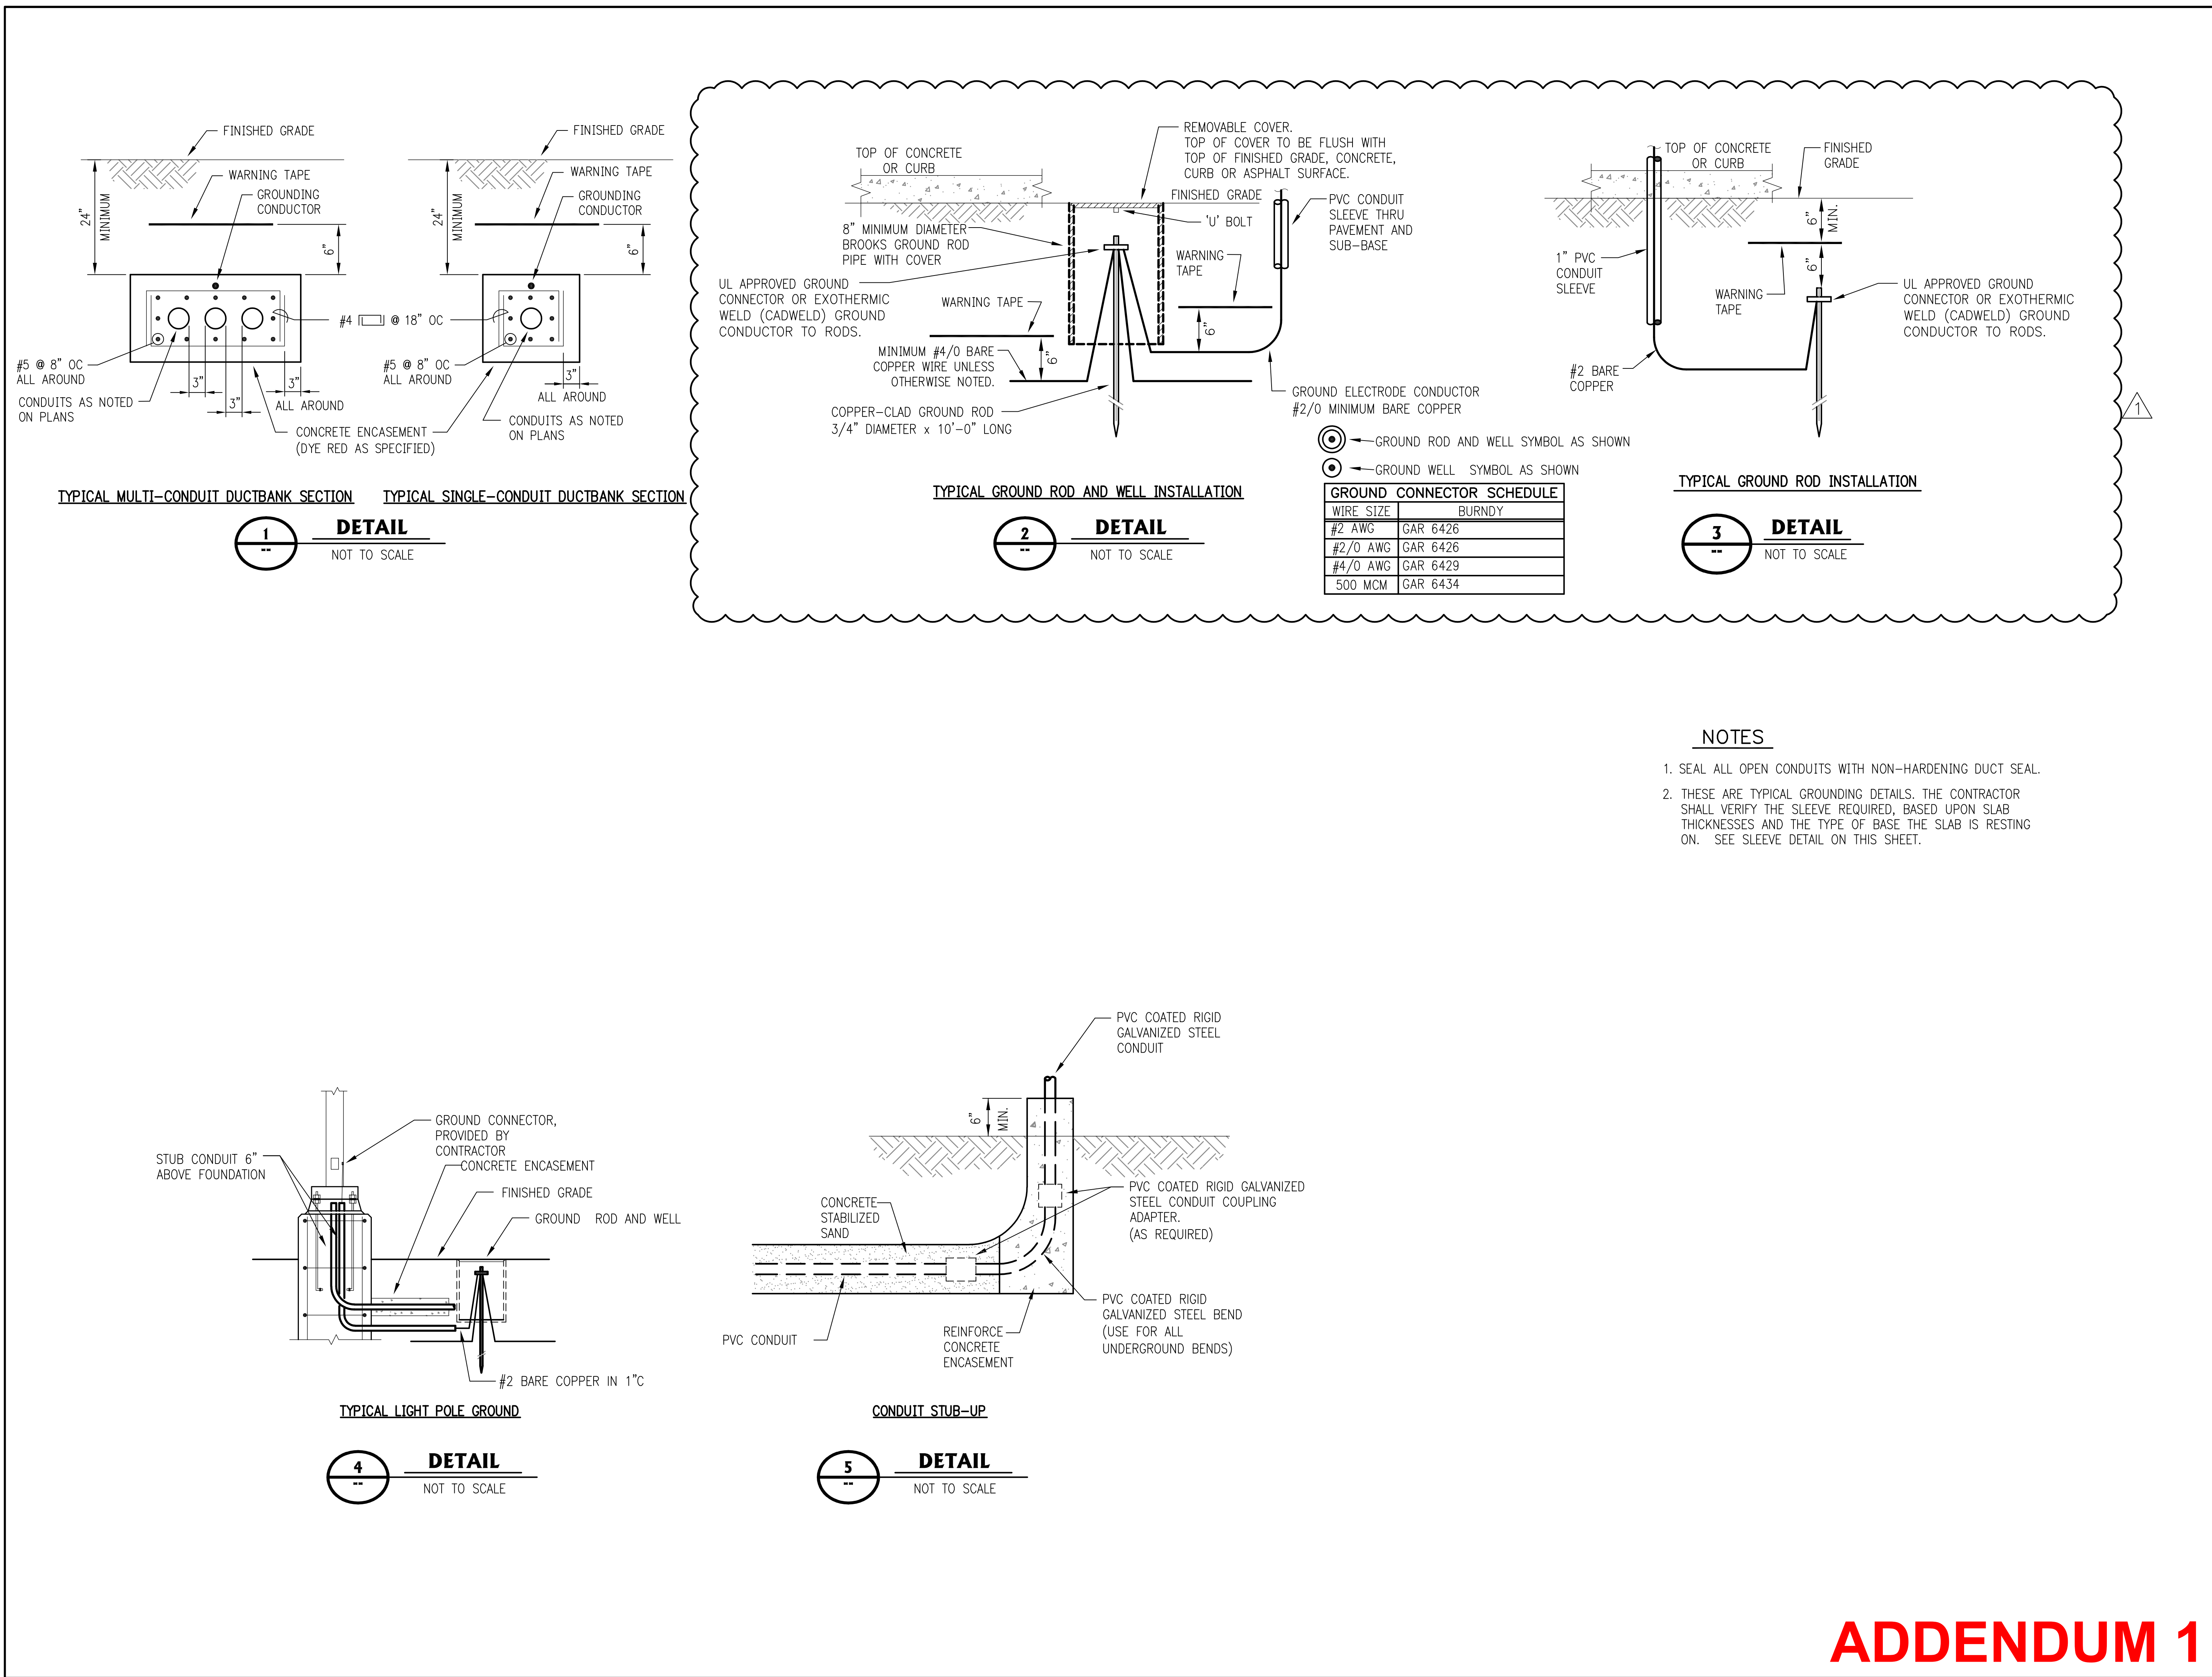 FINISHED GRADE
WARNING TAPE
GROUNDING
CONDUCTOR
24"
MINIMUM
6"
#5 @ 8" OC
ALL AROUND
CONDUITS AS NOTED
ON PLANS
3"
3"
3"
ALL AROUND
#4 @ 18" OC
CONCRETE ENCASEMENT
(DYE RED AS SPECIFIED)
TYPICAL MULTI-CONDUIT DUCTBANK SECTION
FINISHED GRADE
WARNING TAPE
GROUNDING
CONDUCTOR
24"
MINIMUM
6"
#5 @ 8" OC
ALL AROUND
3"
ALL AROUND
CONDUITS AS NOTED
ON PLANS
TYPICAL SINGLE-CONDUIT DUCTBANK SECTION
1
--
DETAIL
NOT TO SCALE
TOP OF CONCRETE
OR CURB
REMOVABLE COVER.
TOP OF COVER TO BE FLUSH WITH
TOP OF FINISHED GRADE, CONCRETE,
CURB OR ASPHALT SURFACE.
FINISHED GRADE
'U' BOLT
PVC CONDUIT
SLEEVE THRU
PAVEMENT AND
SUB-BASE
8" MINIMUM DIAMETER
BROOKS GROUND ROD
PIPE WITH COVER
WARNING
TAPE
UL APPROVED GROUND
CONNECTOR OR EXOTHERMIC
WELD (CADWELD) GROUND
CONDUCTOR TO RODS.
WARNING TAPE
6"
6"
MINIMUM #4/0 BARE
COPPER WIRE UNLESS
OTHERWISE NOTED.
COPPER-CLAD GROUND ROD
3/4" DIAMETER x 10'-0" LONG
GROUND ELECTRODE CONDUCTOR
#2/0 MINIMUM BARE COPPER
GROUND ROD AND WELL SYMBOL AS SHOWN
GROUND WELL SYMBOL AS SHOWN
TYPICAL GROUND ROD AND WELL INSTALLATION
2
--
DETAIL
NOT TO SCALE
GROUND CONNECTOR SCHEDULE
WIRE SIZE BURNDY
#2 AWG GAR 6426
#2/0 AWG GAR 6426
#4/0 AWG GAR 6429
500 MCM GAR 6434
TOP OF CONCRETE
OR CURB
FINISHED
GRADE
6"
MIN.
6"
1" PVC
CONDUIT
SLEEVE
WARNING
TAPE
UL APPROVED GROUND
CONNECTOR OR EXOTHERMIC
WELD (CADWELD) GROUND
CONDUCTOR TO RODS.
#2 BARE
COPPER
1
TYPICAL GROUND ROD INSTALLATION
3
--
DETAIL
NOT TO SCALE
NOTES
1. SEAL ALL OPEN CONDUITS WITH NON-HARDENING DUCT SEAL.
2. THESE ARE TYPICAL GROUNDING DETAILS. THE CONTRACTOR
SHALL VERIFY THE SLEEVE REQUIRED, BASED UPON SLAB
THICKNESSES AND THE TYPE OF BASE THE SLAB IS RESTING
ON. SEE SLEEVE DETAIL ON THIS SHEET.
STUB CONDUIT 6"
ABOVE FOUNDATION
GROUND CONNECTOR,
PROVIDED BY
CONTRACTOR
CONCRETE ENCASEMENT
FINISHED GRADE
GROUND ROD AND WELL
#2 BARE COPPER IN 1"C
TYPICAL LIGHT POLE GROUND
4
--
DETAIL
NOT TO SCALE
PVC COATED RIGID
GALVANIZED STEEL
CONDUIT
6"
MIN.
CONCRETE
STABILIZED
SAND
PVC COATED RIGID GALVANIZED
STEEL CONDUIT COUPLING
ADAPTER.
(AS REQUIRED)
PVC COATED RIGID
GALVANIZED STEEL BEND
(USE FOR ALL
UNDERGROUND BENDS)
PVC CONDUIT
REINFORCE
CONCRETE
ENCASEMENT
CONDUIT STUB-UP
5
--
DETAIL
NOT TO SCALE
ADDENDUM 1